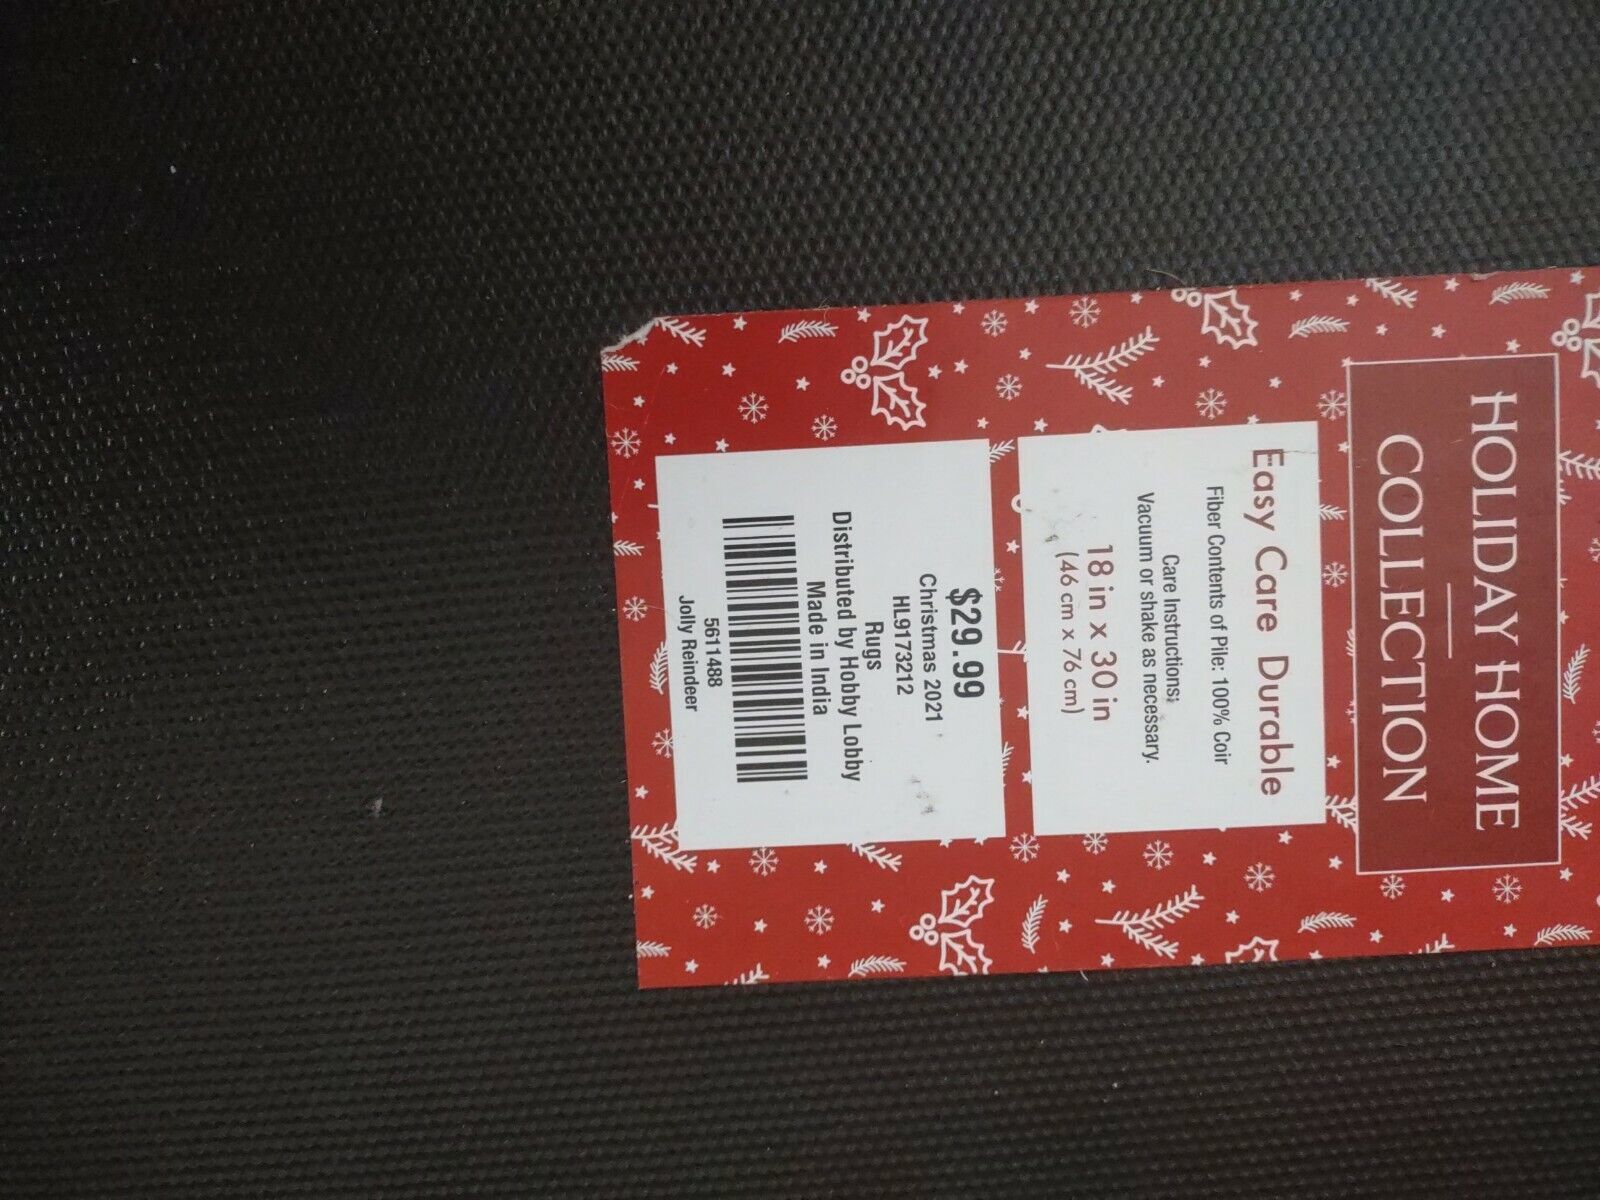 HOLIDAY HOME
COLLECTION
Easy Care Durable
Fiber Contents of Pile: 100% Coir
Care Instructions:
Vacuum or shake as necessary.
18 in x 30 in
(46 cm x 76 cm)
$29.99
Christmas 2021
HL9173212
Rugs
Distributed by Hobby Lobby
Made in India
5611488
Jolly Reindeer